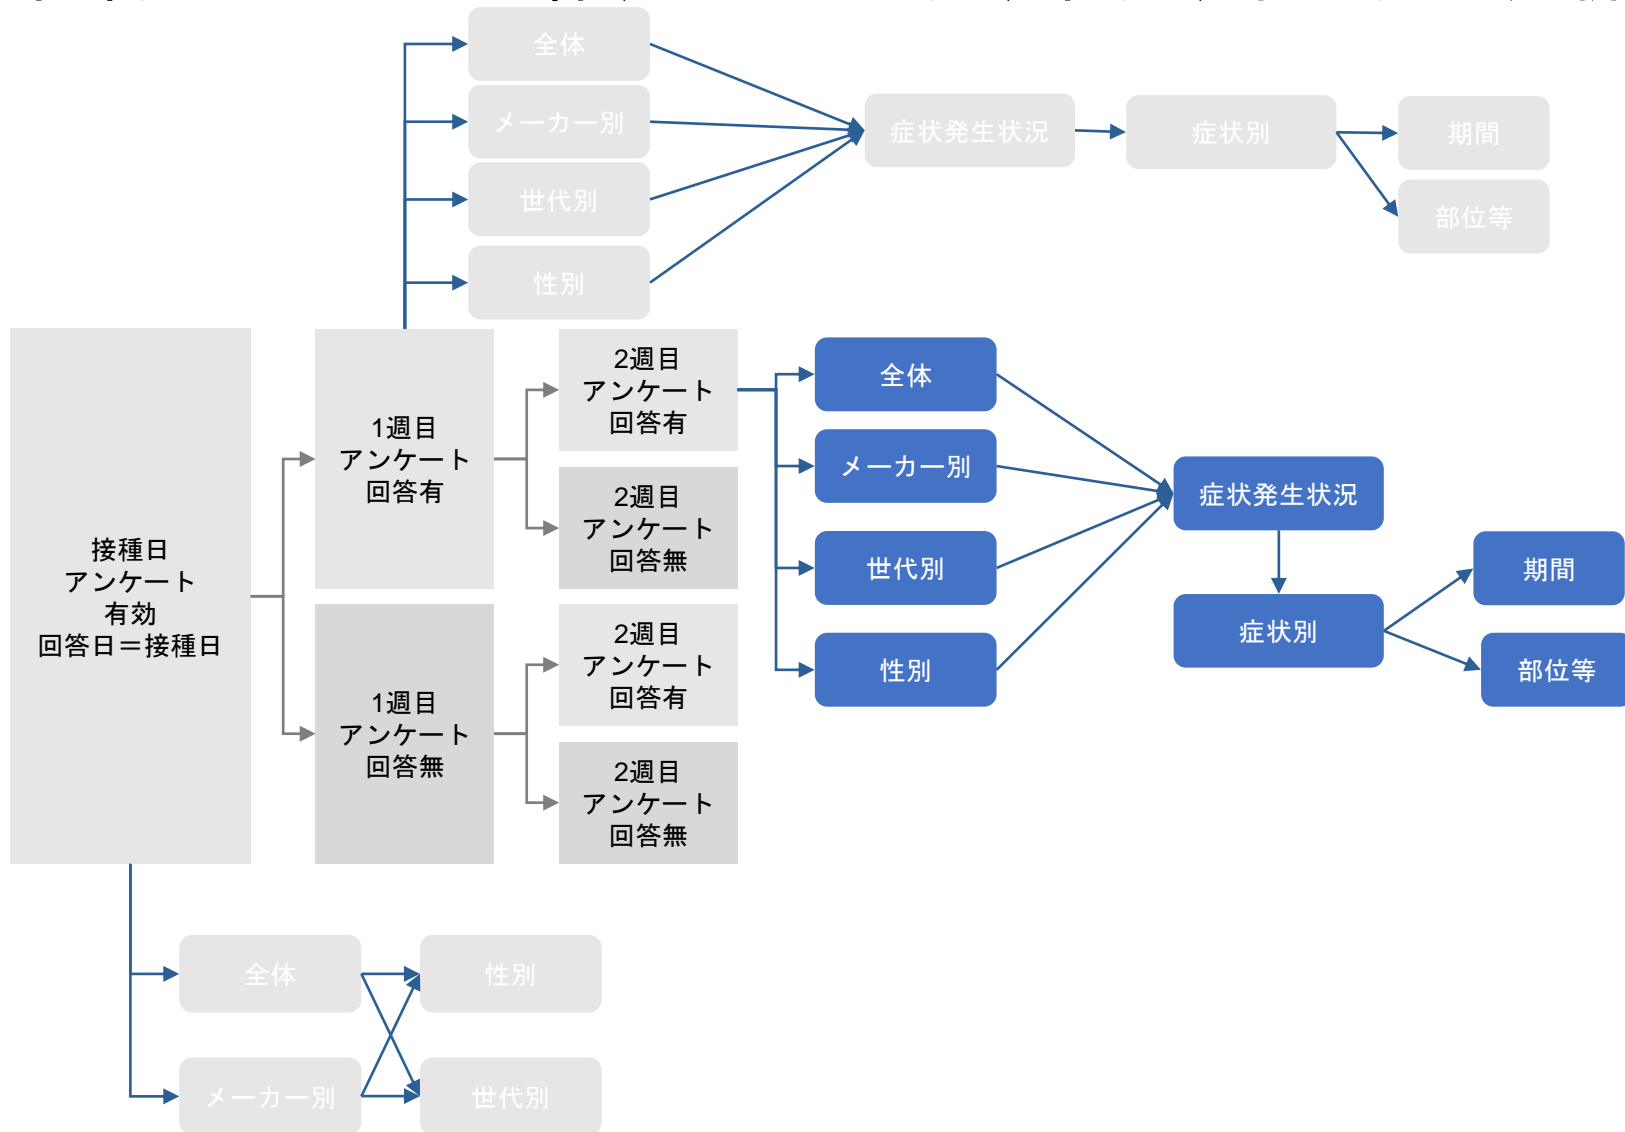 全体
メーカー別
世代別
性別
症状発生状況
症状別
期間
部位等
接種日
アンケート
有効
回答日＝接種日
1週目
アンケート
回答有
1週目
アンケート
回答無
2週目
アンケート
回答有
2週目
アンケート
回答無
2週目
アンケート
回答有
2週目
アンケート
回答無
全体
メーカー別
世代別
性別
症状発生状況
症状別
期間
部位等
全体
性別
メーカー別
世代別